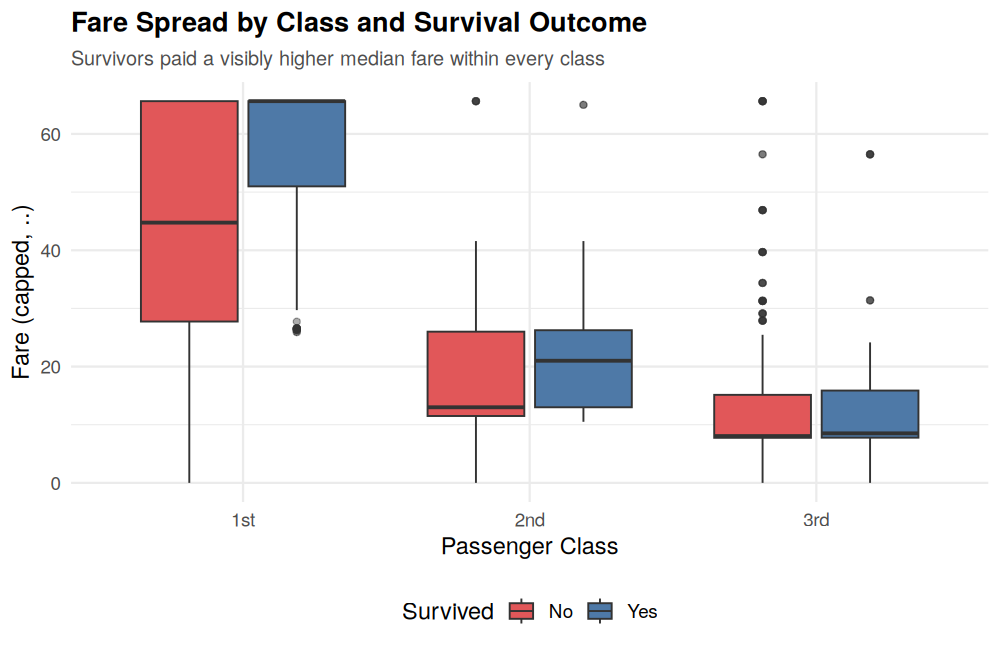 Fare Spread by Class and Survival Outcome
Survivors paid a visibly higher median fare within every class
Fare (capped, ..)
60
40
20
0
1st 2nd 3rd
Passenger Class
Survived No Yes